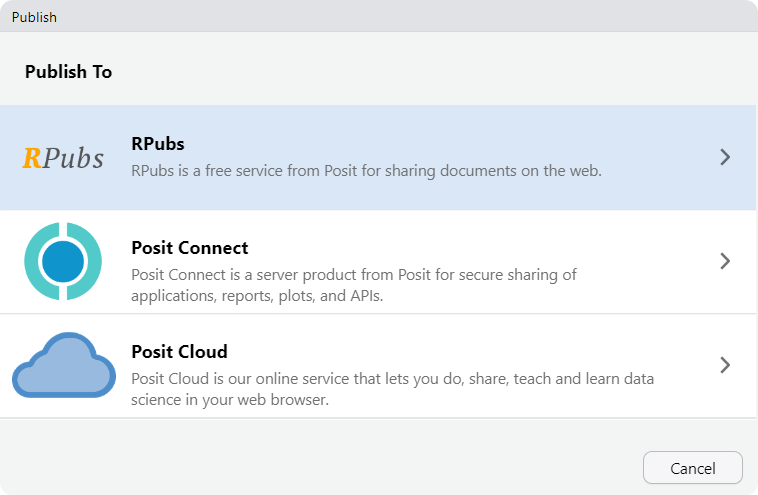 Publish
Publish To
RPubs
RPubs
RPubs is a free service from Posit for sharing documents on the web.
Posit Connect
Posit Connect is a server product from Posit for secure sharing of
applications, reports, plots, and APIs.
Posit Cloud
Posit Cloud is our online service that lets you do, share, teach and learn data
science in your web browser.
Cancel